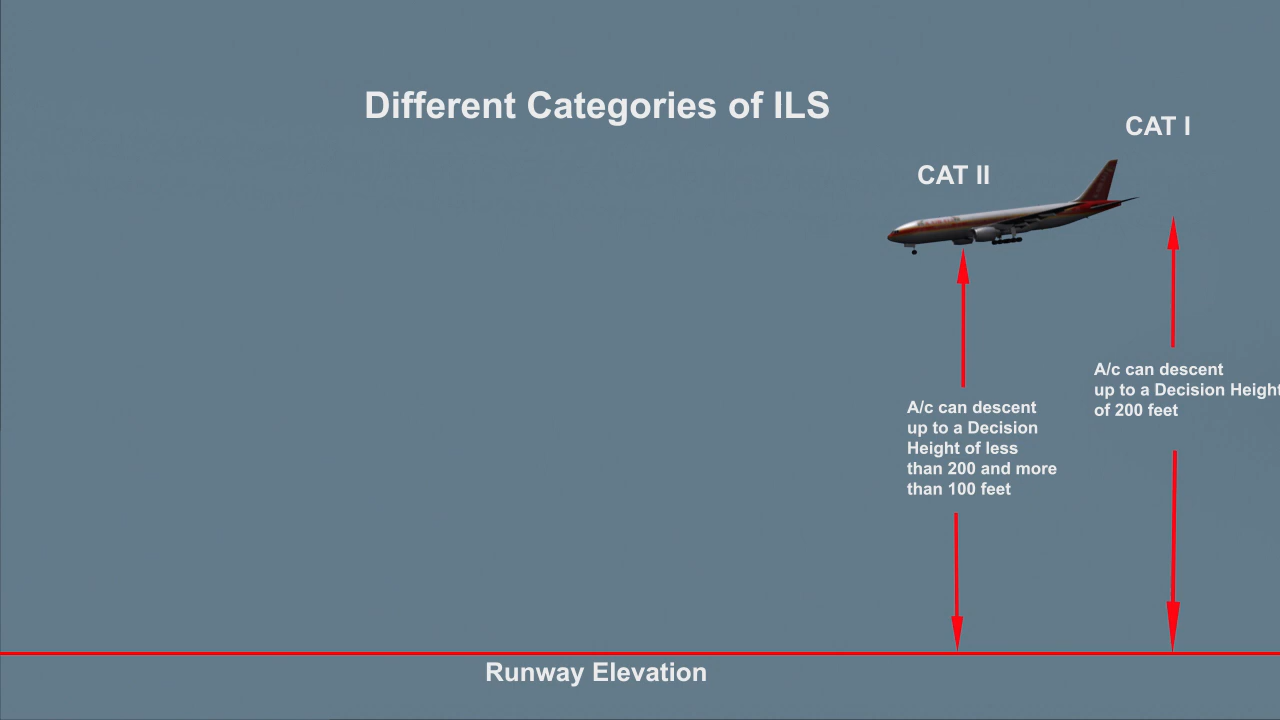 Different Categories of ILS
CAT I
CAT II
A/c can descent
up to a Decision Height
of 200 feet
A/c can descent
up to a Decision
Height of less
than 200 and more
than 100 feet
Runway Elevation